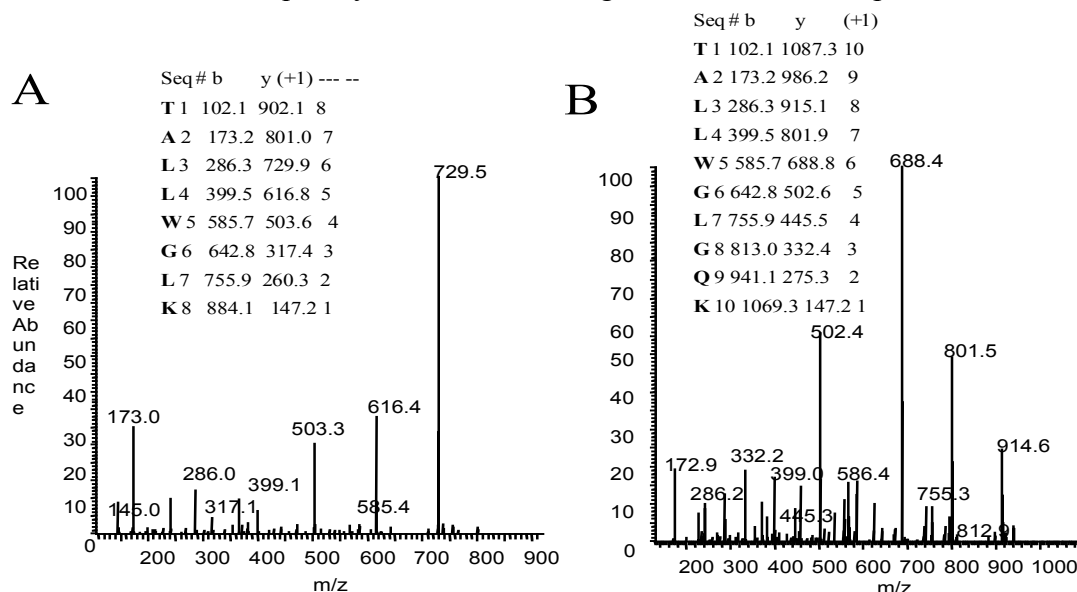 A
Seq # b y (+1) --- --
T 1 102.1 902.1 8
A 2 173.2 801.0 7
L 3 286.3 729.9 6
L 4 399.5 616.8 5
W 5 585.7 503.6 4
G 6 642.8 317.4 3
L 7 755.9 260.3 2
K 8 884.1 147.2 1
100
90
80
70
60
50
40
30
20
10
0
Re
lati
ve
Ab
un
da
nc
e
729.5
616.4
503.3
173.0
286.0
399.1
585.4
145.0
317.1
200 300 400 500 600 700 800 900
m/z
B
Seq # b y (+1)
T 1 102.1 1087.3 10
A 2 173.2 986.2 9
L 3 286.3 915.1 8
L 4 399.5 801.9 7
W 5 585.7 688.8 6
G 6 642.8 502.6 5
L 7 755.9 445.5 4
G 8 813.0 332.4 3
Q 9 941.1 275.3 2
K 10 1069.3 147.2 1
100
90
80
70
60
50
40
30
20
10
0
688.4
502.4
801.5
914.6
172.9
332.2
399.0
586.4
286.2
445.3
755.3
812.9
200 300 400 500 600 700 800 900 1000
m/z